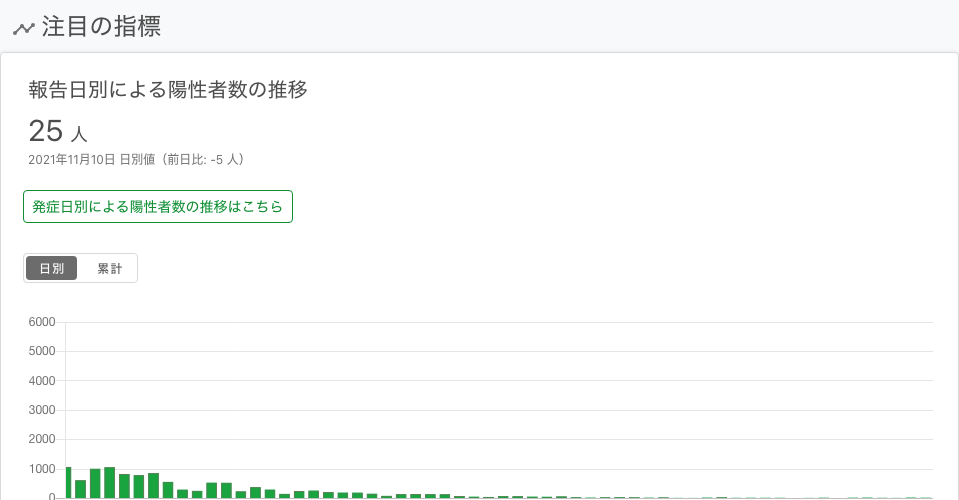 注目の指標
報告日別による陽性者数の推移
25 人
2021年11月10日 日別値（前日比: -5 人）
発症日別による陽性者数の推移はこちら
日別 累計
6000
5000
4000
3000
2000
1000
0